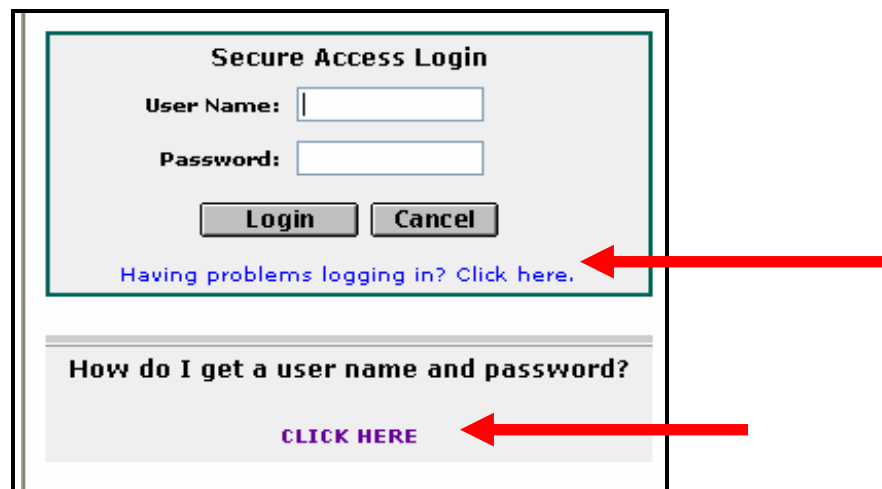 Secure Access Login
User Name:
Password:
Login Cancel
Having problems logging in? Click here.
How do I get a user name and password?
CLICK HERE